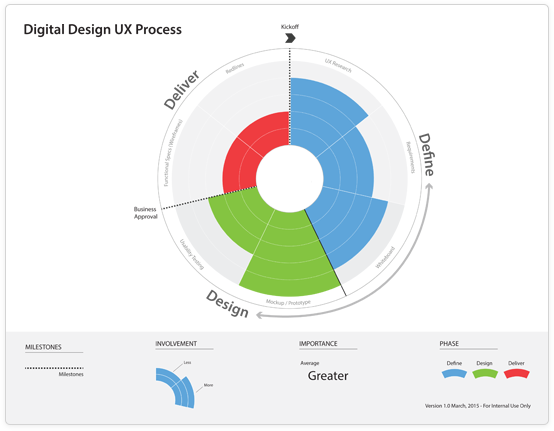 Digital Design UX Process
Kickoff
UX Research
Redlines
Deliver
Define
Requirements
Functional Specs (Wireframes)
Business
Approval
Usability Testing
Whiteboard
Design
Mockup / Prototype
MILESTONES
Milestones
INVOLVEMENT
Less
More
IMPORTANCE
Average
Greater
PHASE
Define
Design
Deliver
Version 1.0 March, 2015 - For Internal Use Only